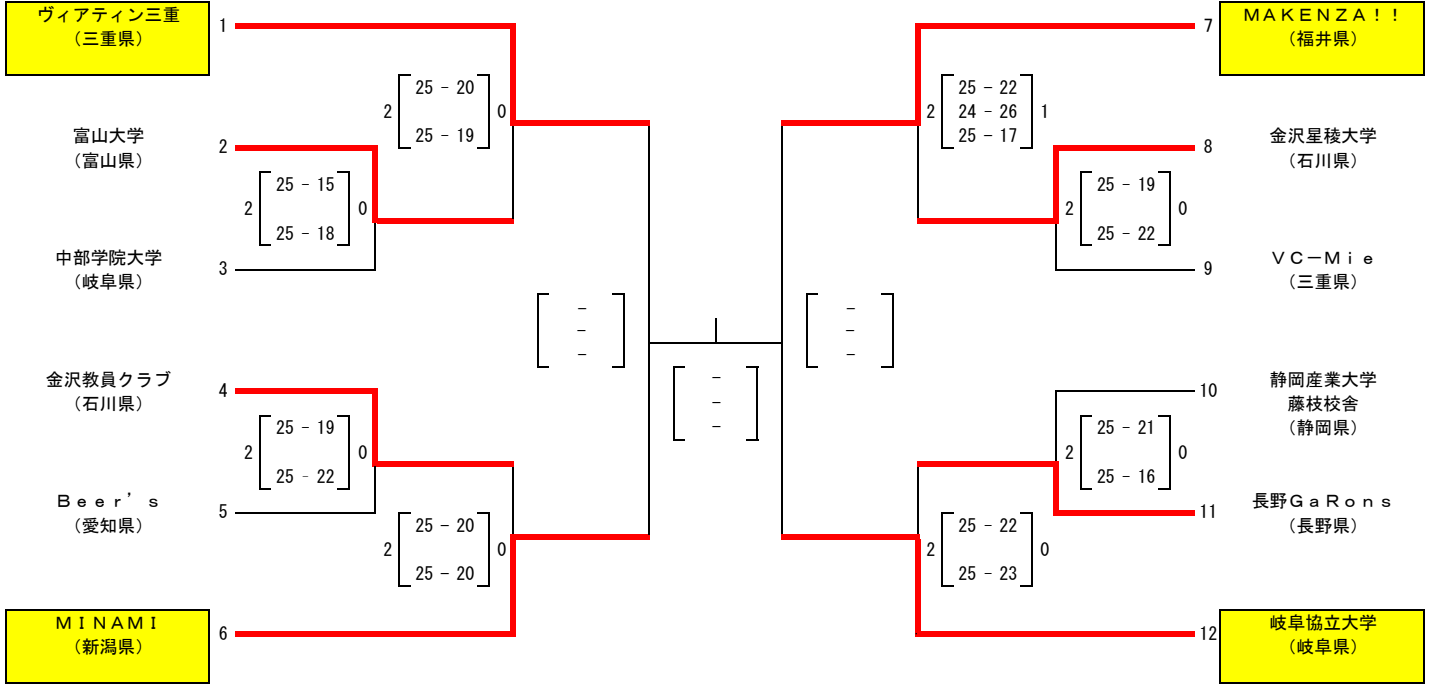 ヴィアティン三重
（三重県）
1
2
25 - 20
25 - 19
0
富山大学
（富山県）
2
2
25 - 15
25 - 18
0
中部学院大学
（岐阜県）
3
-
-
-
金沢教員クラブ
（石川県）
4
2
25 - 19
25 - 22
0
Ｂｅｅｒ’ｓ
（愛知県）
5
2
25 - 20
25 - 20
0
ＭＩＮＡＭＩ
（新潟県）
6
-
-
-
7
ＭＡＫＥＮＺＡ！！
（福井県）
2
25 - 22
24 - 26
25 - 17
1
8
金沢星稜大学
（石川県）
2
25 - 19
25 - 22
0
9
ＶＣ－Ｍｉｅ
（三重県）
-
-
-
10
静岡産業大学
藤枝校舎
（静岡県）
2
25 - 21
25 - 16
0
11
長野ＧａＲｏｎｓ
（長野県）
2
25 - 22
25 - 23
0
12
岐阜協立大学
（岐阜県）